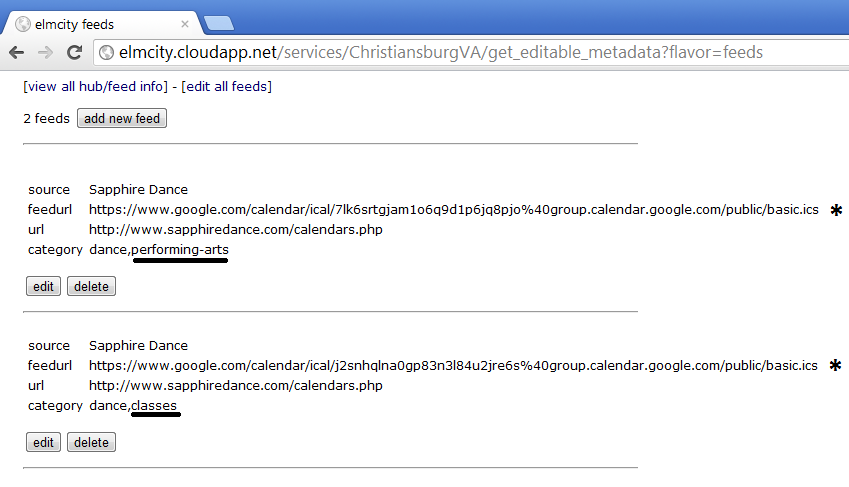 elmcity feeds
elmcity.cloudapp.net/services/ChristiansburgVA/get_editable_metadata?flavor=feeds
[view all hub/feed info] - [edit all feeds]
2 feeds add new feed
source Sapphire Dance
feedurl https://www.google.com/calendar/ical/7lk6srtgjam1o6q9d1p6jq8pjo%40group.calendar.google.com/public/basic.ics *
url http://www.sapphiredance.com/calendars.php
category dance,performing-arts
edit delete
source Sapphire Dance
feedurl https://www.google.com/calendar/ical/j2snhqlna0gp83n3l84u2jre6s%40group.calendar.google.com/public/basic.ics *
url http://www.sapphiredance.com/calendars.php
category dance,classes
edit delete